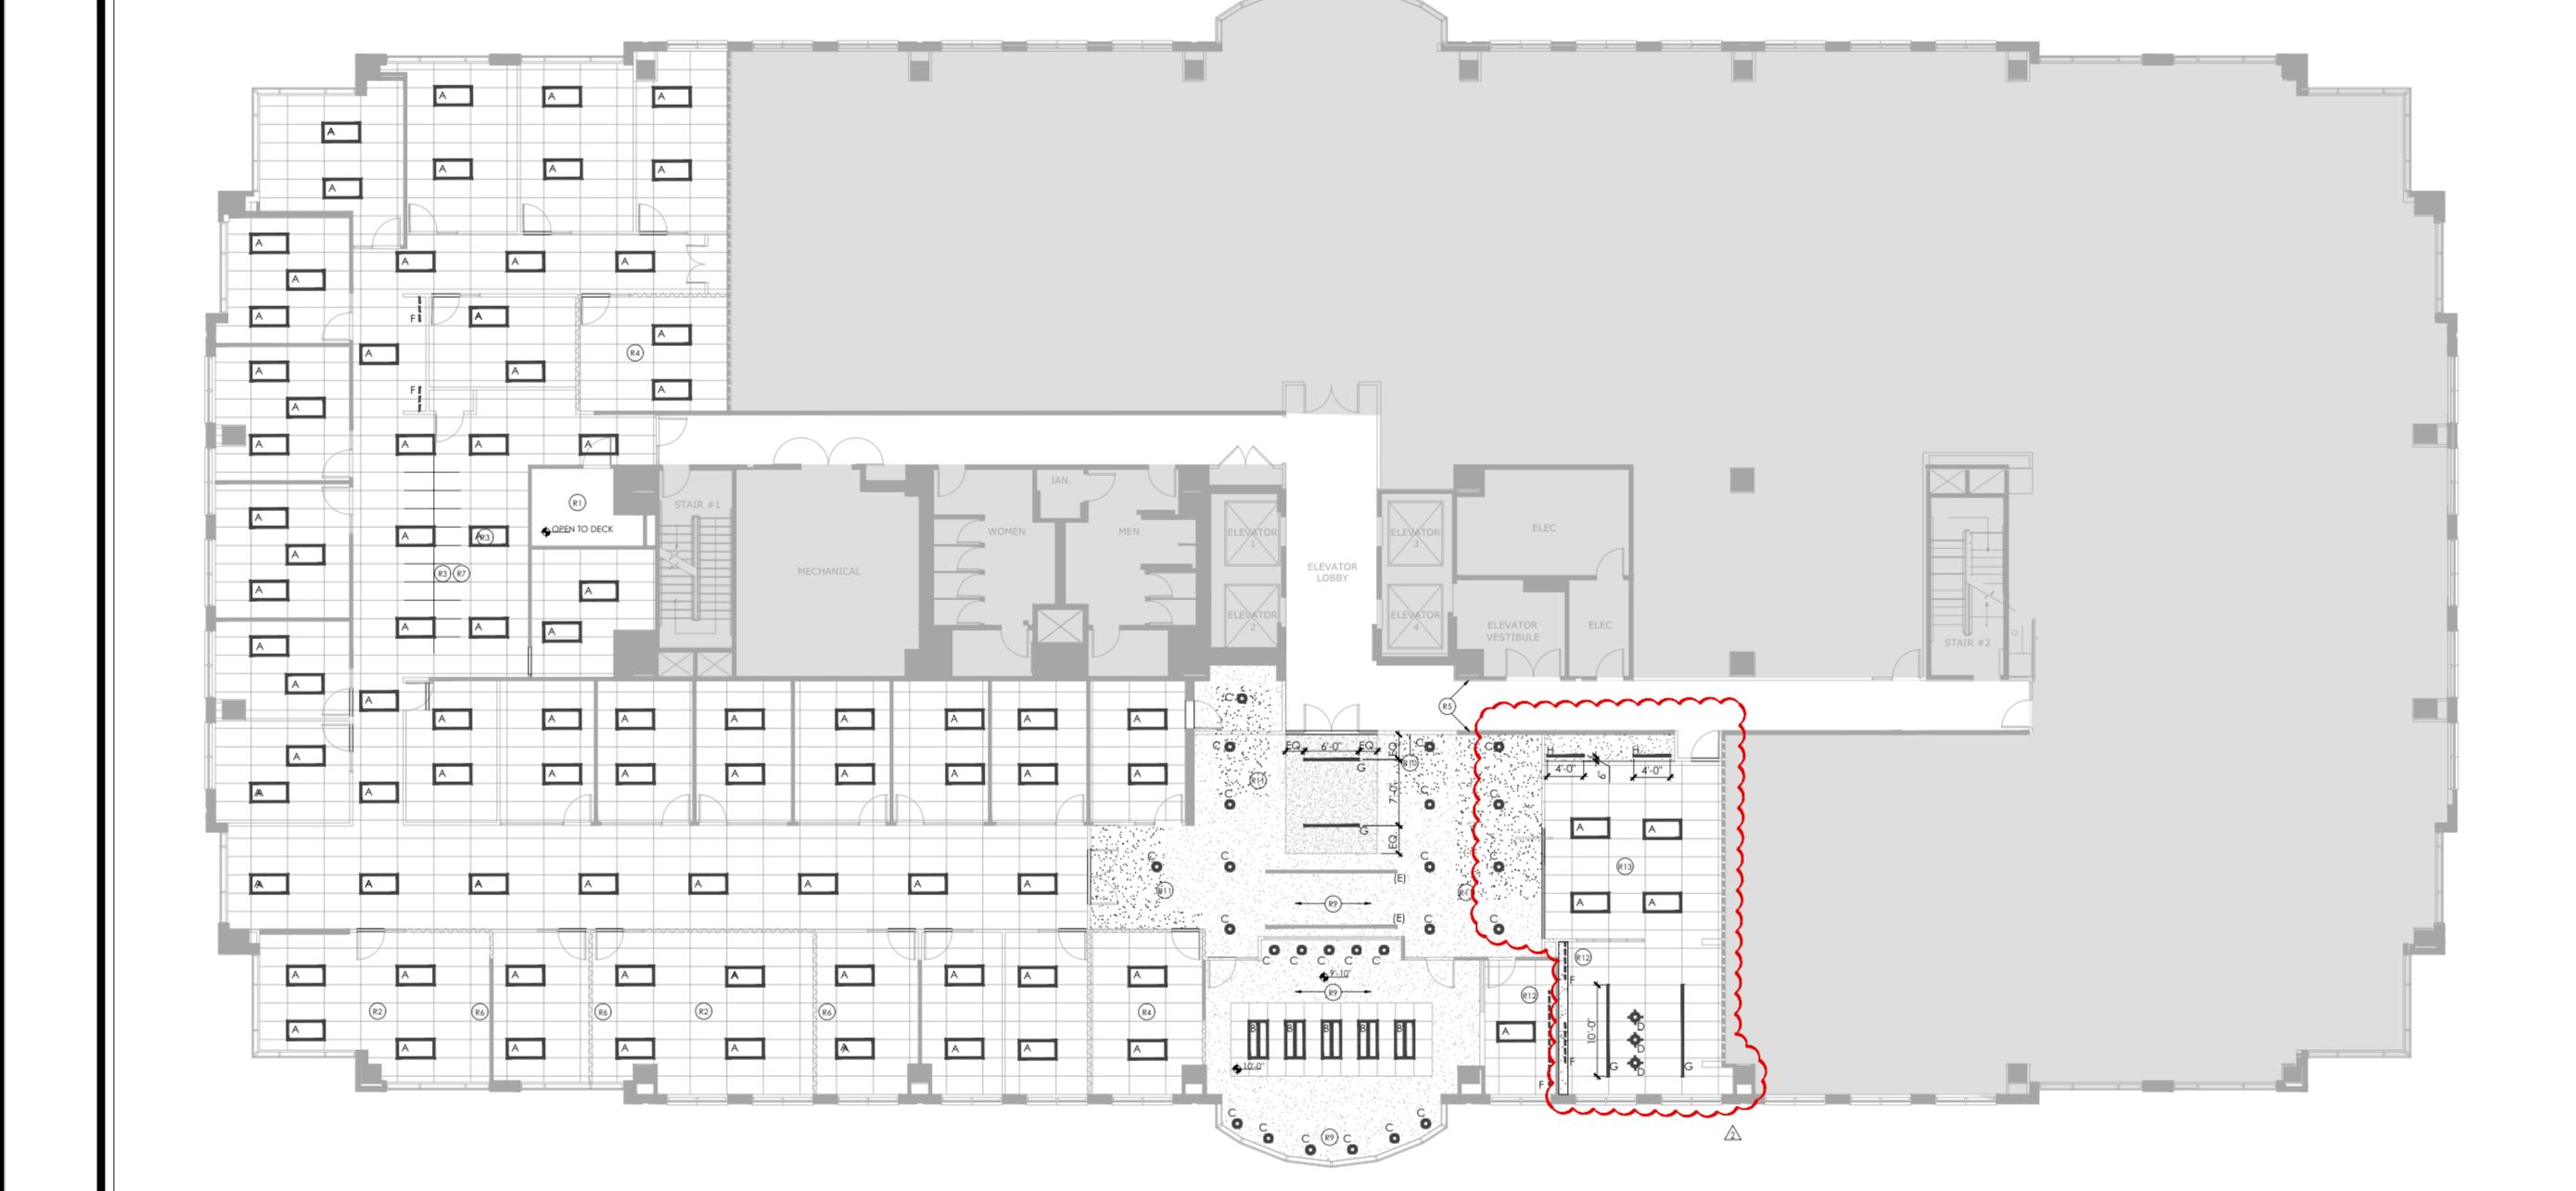 A A A
A
A A A
A
A
A A A
A
A F A
A
A R4
A A
F A
A
A A A A
JAN.
R1 STAIR #1
A
OPEN TO DECK
A A R3
WOMEN MEN
ELEVATOR
1
ELEVATOR
3
ELEC
A
R3 R7
MECHANICAL
ELEVATOR
LOBBY
A A
ELEVATOR
2
ELEVATOR
4
ELEVATOR
VESTIBULE
ELEC
A A A
A
STAIR #2
A
A C R5
A A A A A A A A
C EQ 6'-0" EQ EQ C C H H
A G R10
4'-0" 6" 4'-0"
A A A A A A A A
R11
A A
7'-0"
C C C
G A A
EQ
C C C C R13
(E)
A A A A A A A A
R11
A A
R9
C (E) C C
R12
A A A A A A A A
C C C C C
9'-10"
F
R9 R12
R2 R6 R6 R2 R6 R4
B B B B B A 10'-0" D
D
A A A A A A A A
10'-0"
F G D G
F
C C
C C R9 C C
C C
2